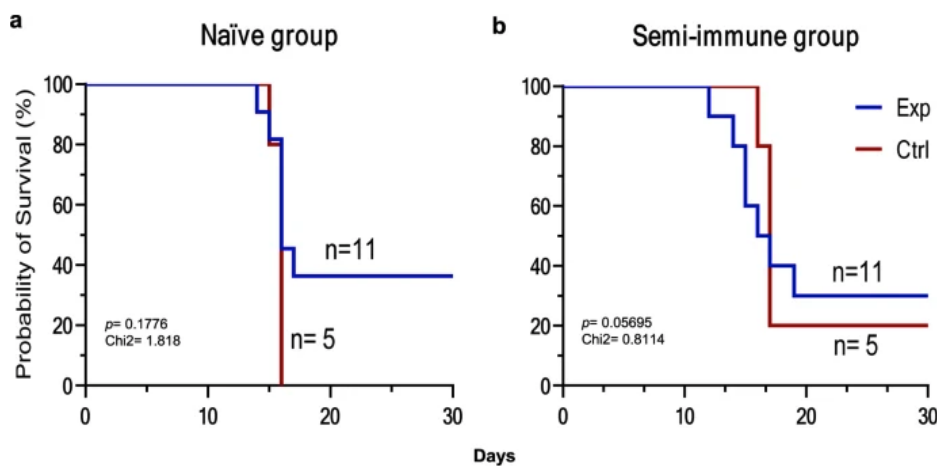 a
Naïve group
Probability of Survival (%)
100
80
60
40
20
0
n=11
n= 5
p= 0.1776
Chi2= 1.818
0 10 20 30
b
Semi-immune group
Exp
Ctrl
100
80
60
40
20
0
n=11
n= 5
p= 0.05695
Chi2= 0.8114
0 10 20 30
Days